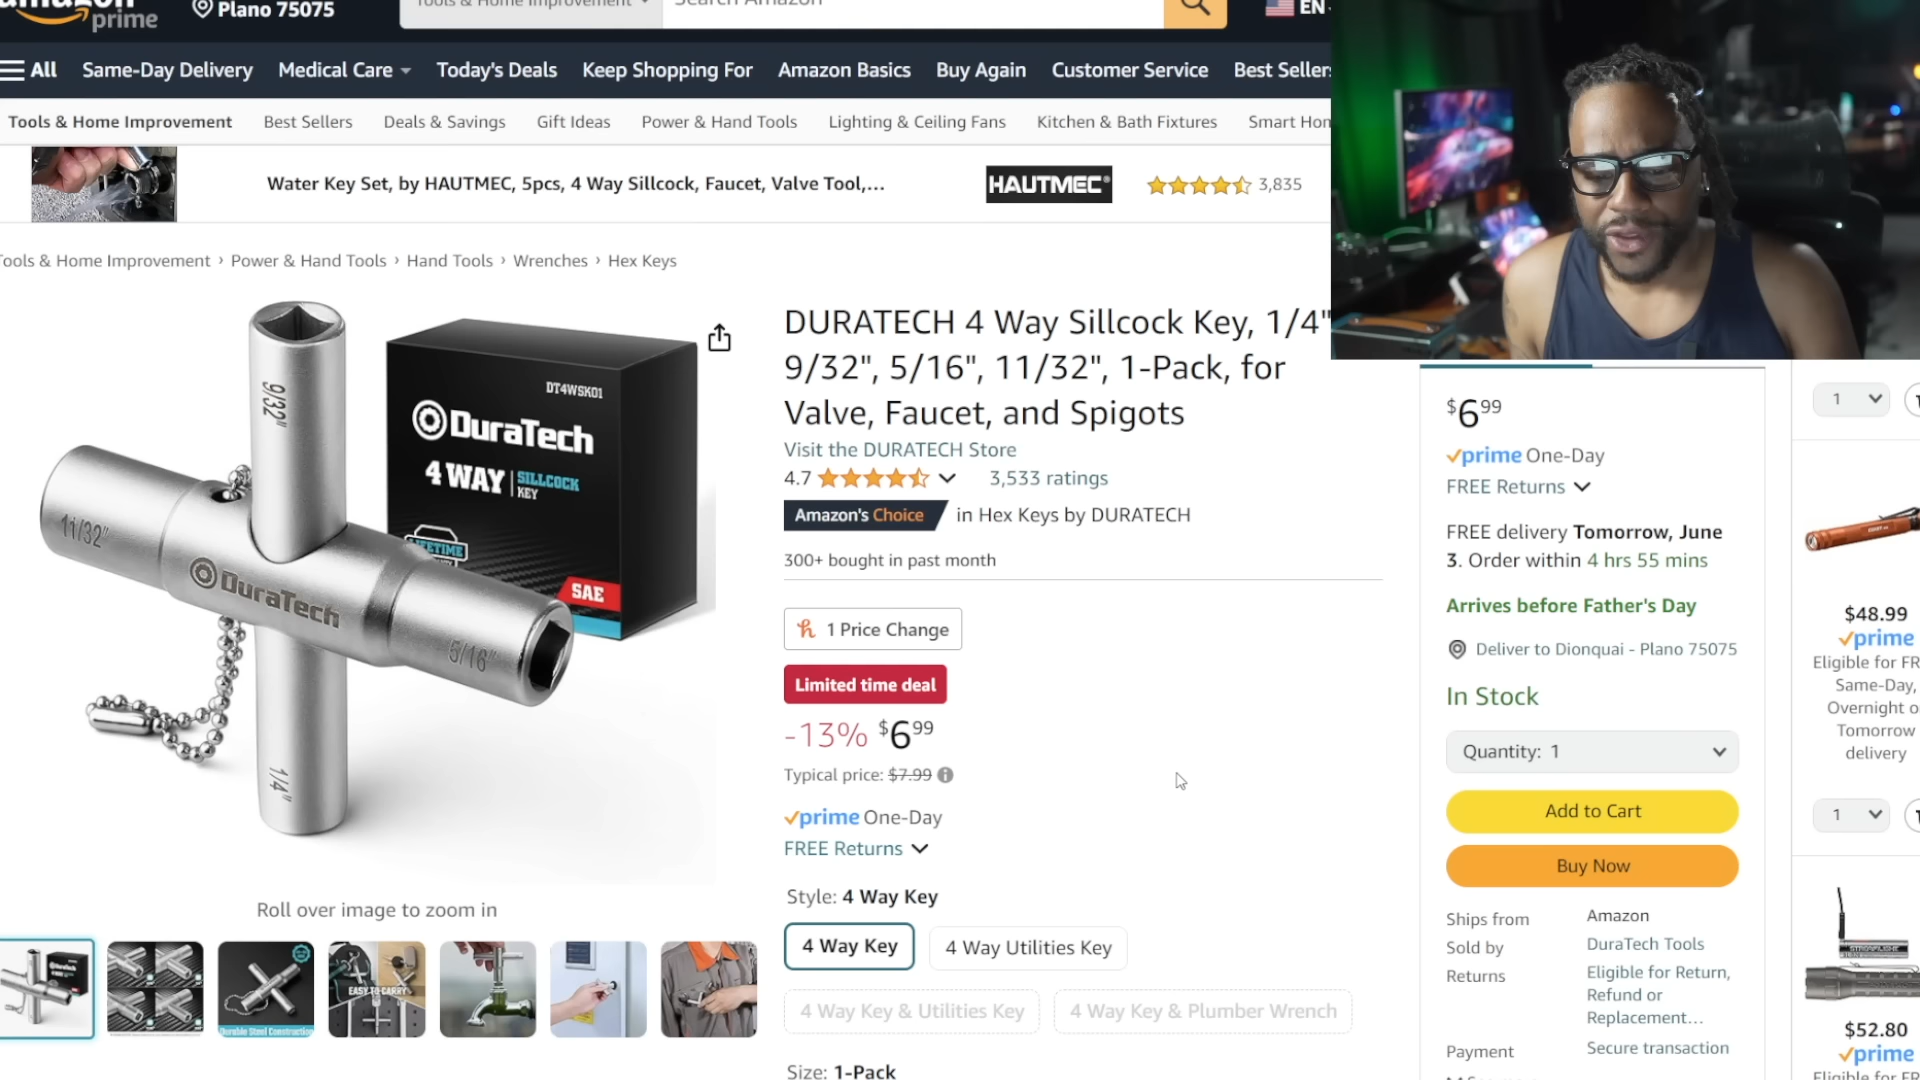 prime
Plano 75075
Tools & Home Improvement
Search Amazon
EN
All
Same-Day Delivery
Medical Care
Today's Deals
Keep Shopping For
Amazon Basics
Buy Again
Customer Service
Best Sellers
Tools & Home Improvement
Best Sellers
Deals & Savings
Gift Ideas
Power & Hand Tools
Lighting & Ceiling Fans
Kitchen & Bath Fixtures
Smart Hom
Water Key Set, by HAUTMEC, 5pcs, 4 Way Sillcock, Faucet, Valve Tool,...
HAUTMEC®
3,835
Tools & Home Improvement › Power & Hand Tools › Hand Tools › Wrenches › Hex Keys
9/32"
11/32"
DuraTech
5/16"
1/4"
DT4WSK01
DuraTech
4 WAY | SILLCOCK KEY
LIFETIME
SAE
Roll over image to zoom in
DuraTech
EASY TO CARRY
Durable Steel Construction
DURATECH 4 Way Sillcock Key, 1/4"
9/32", 5/16", 11/32", 1-Pack, for
Valve, Faucet, and Spigots
Visit the DURATECH Store
4.7
3,533 ratings
Amazon's Choice in Hex Keys by DURATECH
300+ bought in past month
1 Price Change
Limited time deal
-13% $6 99
Typical price: $7.99
prime One-Day
FREE Returns
Style: 4 Way Key
4 Way Key
4 Way Utilities Key
4 Way Key & Utilities Key
4 Way Key & Plumber Wrench
Size: 1-Pack
$6 99
prime One-Day
FREE Returns
FREE delivery Tomorrow, June
3. Order within 4 hrs 55 mins
Arrives before Father's Day
Deliver to Dionquai - Plano 75075
In Stock
Quantity: 1
Add to Cart
Buy Now
Ships from Amazon
Sold by DuraTech Tools
Returns Eligible for Return,
Refund or
Replacement...
Payment Secure transaction
1
$48.99
prime
Eligible for FR
Same-Day,
Overnight o
Tomorrow
delivery
1
STREAMLIGHT
$52.80
prime
Eligible for FR